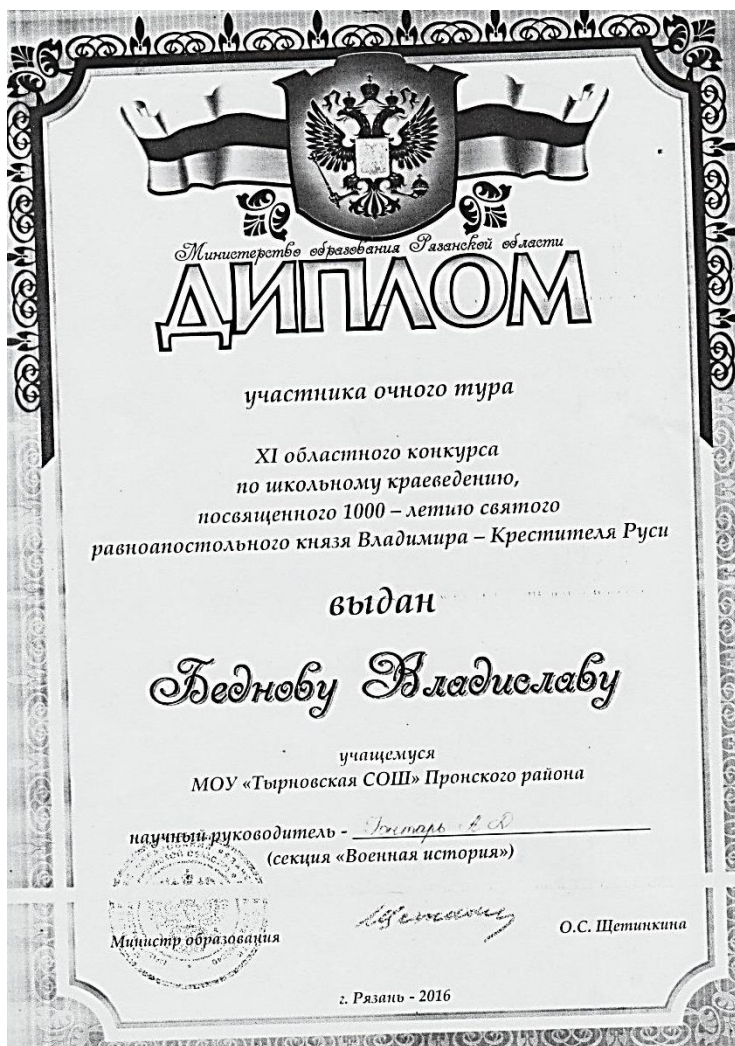 Министерство образования Рязанской области
ДИПЛОМ
участника очного тура
XI областного конкурса
по школьному краеведению,
посвященного 1000 – летию святого
равноапостольного князя Владимира – Крестителя Руси
выдан
Беднову Владиславу
учащемуся
МОУ «Тырновская СОШ» Пронского района
научный руководитель - Гонтарь А Д
(секция «Военная история»)
Министр образования
О.С. Щетинкина
г. Рязань - 2016